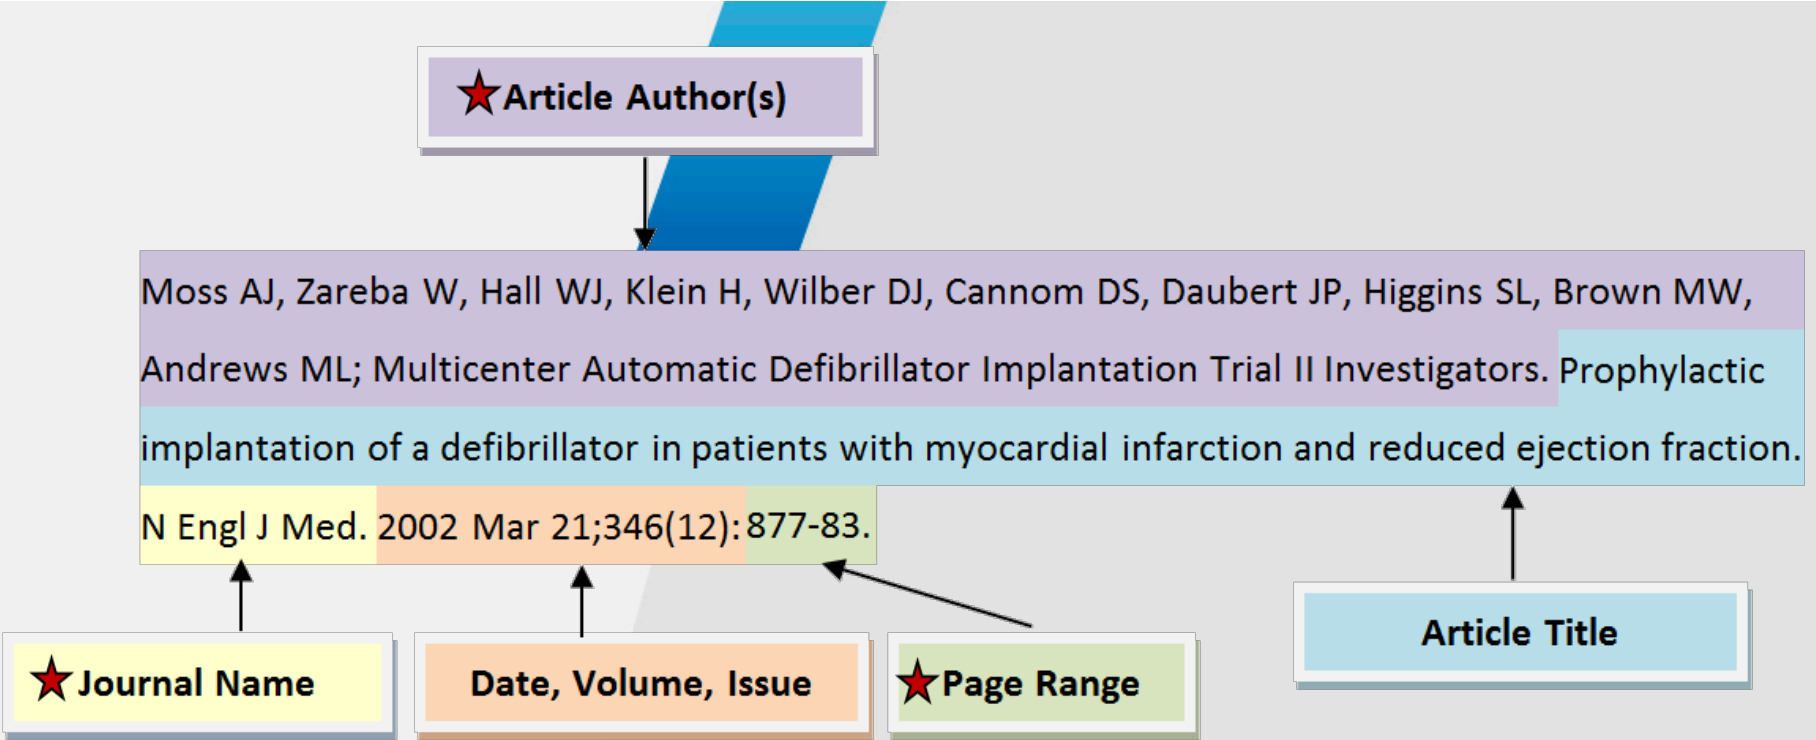 Article Author(s)
Moss AJ, Zareba W, Hall WJ, Klein H, Wilber DJ, Cannom DS, Daubert JP, Higgins SL, Brown MW,
Andrews ML; Multicenter Automatic Defibrillator Implantation Trial II Investigators. Prophylactic
implantation of a defibrillator in patients with myocardial infarction and reduced ejection fraction.
N Engl J Med. 2002 Mar 21;346(12): 877-83.
Article Title
Journal Name
Date, Volume, Issue
Page Range